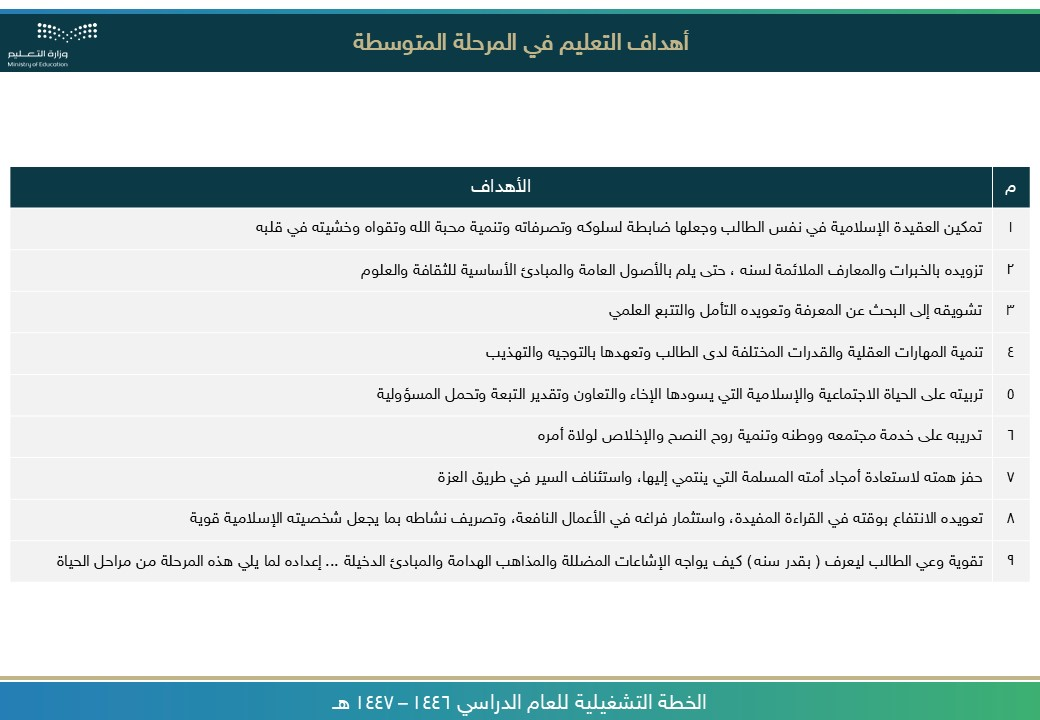 وزارة التعليم
Ministry of Education
أهداف التعليم في المرحلة المتوسطة
م الأهداف
١ تمكين العقيدة الإسلامية في نفس الطالب وجعلها ضابطة لسلوكه وتصرفاته وتنمية محبة الله وتقواه وخشيته في قلبه
٢ تزويده بالخبرات والمعارف الملائمة لسنه ، حتى يلم بالأصول العامة والمبادئ الأساسية للثقافة والعلوم
٣ تشويقه إلى البحث عن المعرفة وتعويده التأمل والتتبع العلمي
٤ تنمية المهارات العقلية والقدرات المختلفة لدى الطالب وتعهدها بالتوجيه والتهذيب
٥ تربيته على الحياة الاجتماعية والإسلامية التي يسودها الإخاء والتعاون وتقدير التبعة وتحمل المسؤولية
٦ تدريبه على خدمة مجتمعه ووطنه وتنمية روح النصح والإخلاص لولاة أمره
٧ حفز همته لاستعادة أمجاد أمته المسلمة التي ينتمي إليها، واستئناف السير في طريق العزة
٨ تعويده الانتفاع بوقته في القراءة المفيدة، واستثمار فراغه في الأعمال النافعة، وتصريف نشاطه بما يجعل شخصيته الإسلامية قوية
٩ تقوية وعي الطالب ليعرف ( بقدر سنه) كيف يواجه الإشاعات المضللة والمذاهب الهدامة والمبادئ الدخيلة ... إعداده لما يلي هذه المرحلة من مراحل الحياة
الخطة التشغيلية للعام الدراسي ١٤٤٦ – ١٤٤٧ هـ